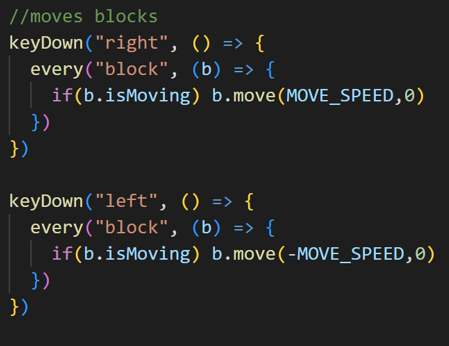 //moves blocks
keyDown("right", () => {
  every("block", (b) => {
    if(b.isMoving) b.move(MOVE_SPEED,0)
  })
})

keyDown("left", () => {
  every("block", (b) => {
    if(b.isMoving) b.move(-MOVE_SPEED,0)
  })
})